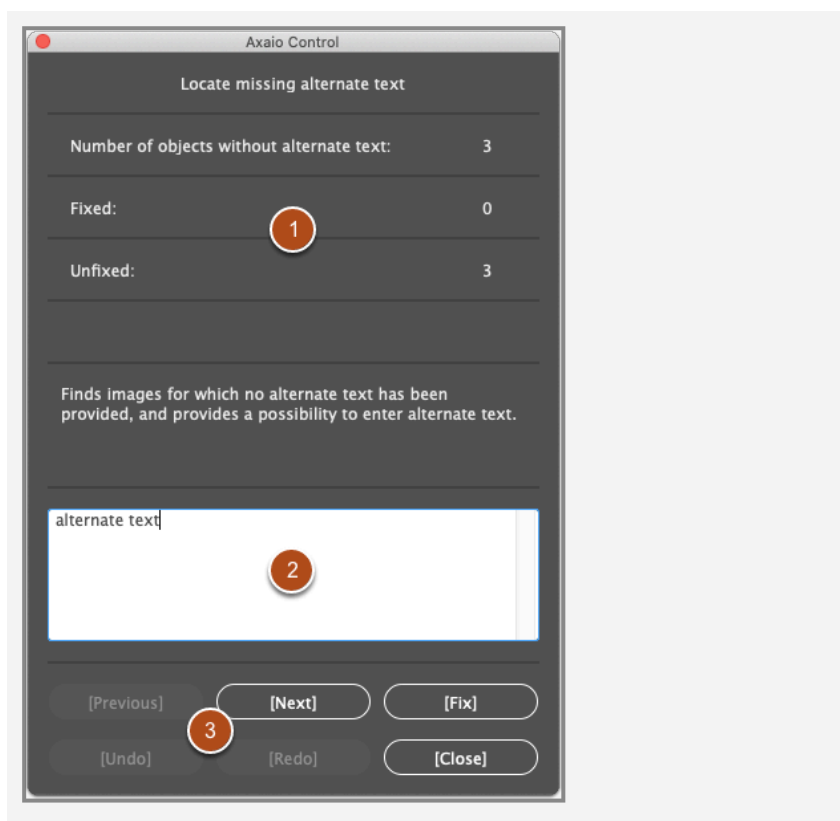 Axaio Control
Locate missing alternate text
Number of objects without alternate text: 3
Fixed: 0
1
Unfixed: 3
Finds images for which no alternate text has been
provided, and provides a possibility to enter alternate text.
alternate text
2
[Previous] [Next] [Fix]
3
[Undo] [Redo] [Close]